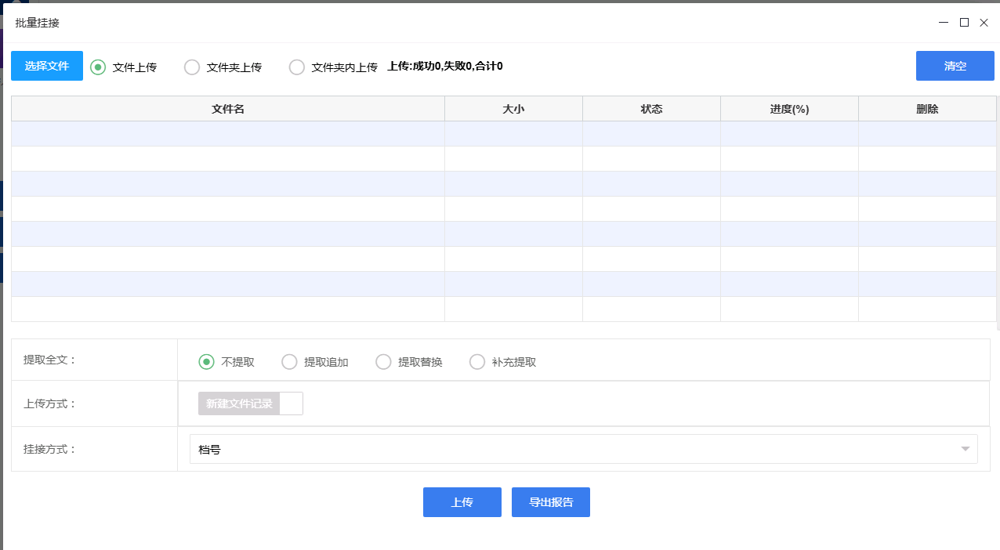 批量挂接
选择文件 文件上传 文件夹上传 文件夹内上传 上传:成功0,失败0,合计0 清空
文件名 大小 状态 进度(%) 删除
提取全文： 不提取 提取追加 提取替换 补充提取
上传方式： 新建文件记录
挂接方式： 档号
上传 导出报告